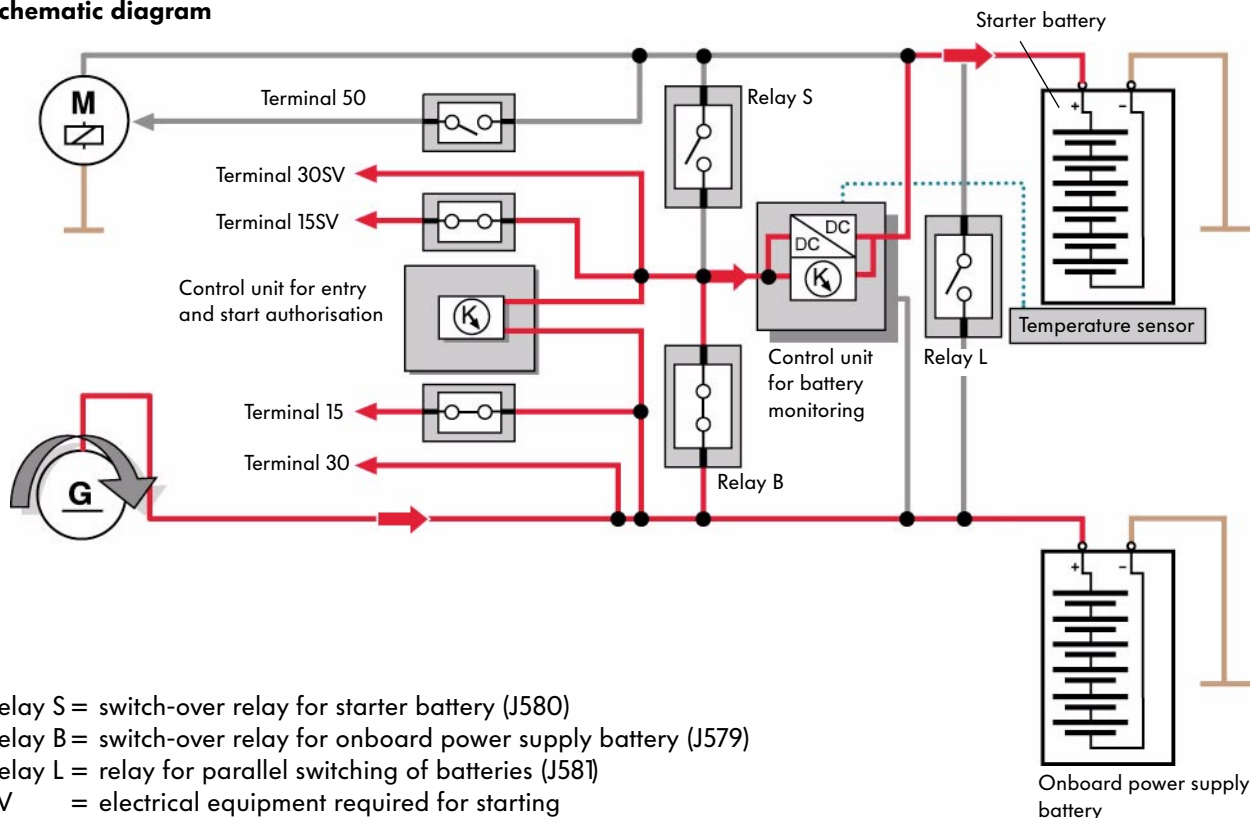 chematic diagram
Starter battery
M
Terminal 50
Relay S
+ –
Terminal 30SV
Terminal 15SV
DC
DC
K
Control unit for entry
and start authorisation
K
Temperature sensor
Control unit
for battery
monitoring
Relay L
Terminal 15
Terminal 30
Relay B
G
+ –
elay S = switch-over relay for starter battery (J580)
elay B = switch-over relay for onboard power supply battery (J579)
elay L = relay for parallel switching of batteries (J581)
V = electrical equipment required for starting
Onboard power supply
battery